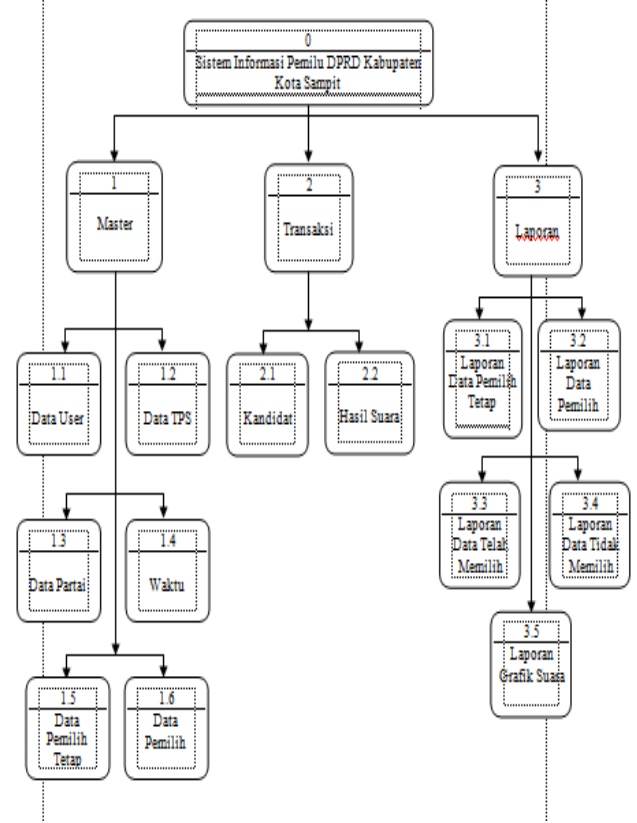 0
Sistem Informasi Pemilu DPRD Kabupaten
Kota Sampit
1
Master
2
Transaksi
3
Laporan
1.1
Data User
1.2
Data TPS
2.1
Kandidat
2.2
Hasil Suara
3.1
Laporan
Data Pemilih
Tetap
3.2
Laporan
Data
Pemilih
1.3
Data Partai
1.4
Waktu
3.3
Laporan
Data Telah
Memilih
3.4
Laporan
Data Tidak
Memilih
3.5
Laporan
Grafik Suara
1.5
Data
Pemilih
Tetap
1.6
Data
Pemilih